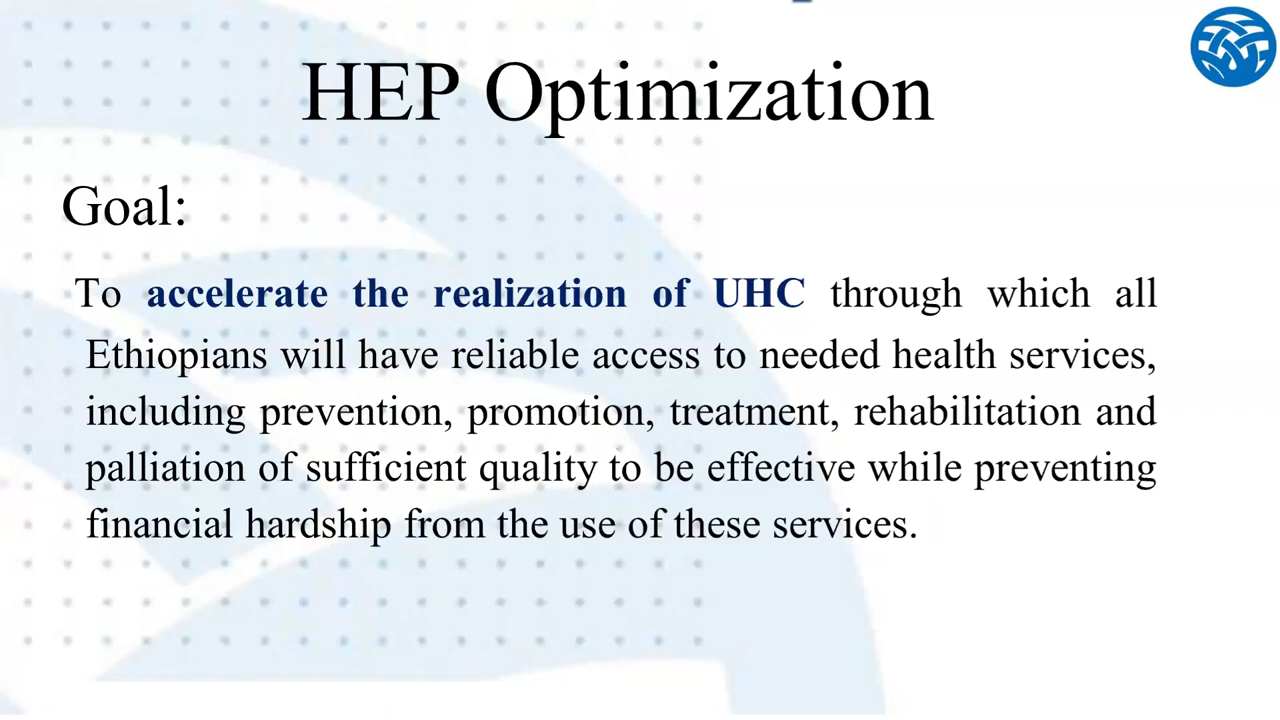 HEP Optimization
Goal:
To accelerate the realization of UHC through which all
Ethiopians will have reliable access to needed health services,
including prevention, promotion, treatment, rehabilitation and
palliation of sufficient quality to be effective while preventing
financial hardship from the use of these services.